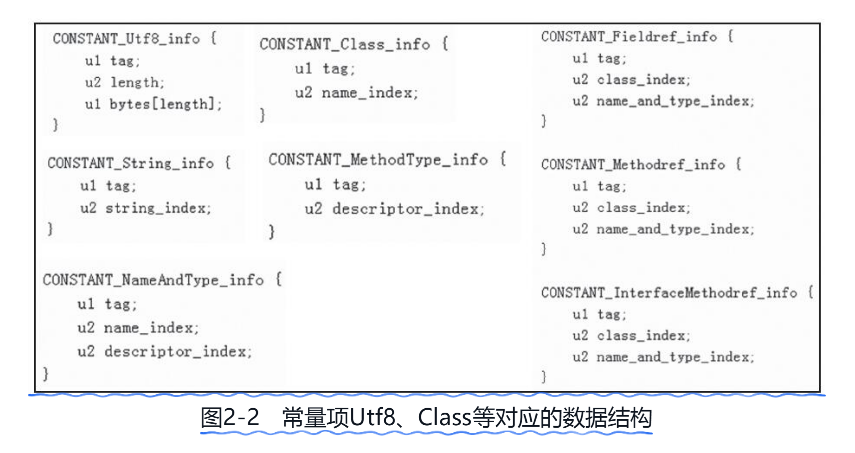 CONSTANT_Utf8_info {
u1 tag;
u2 length;
u1 bytes[length];
}
CONSTANT_Class_info {
u1 tag;
u2 name_index;
}
CONSTANT_Fieldref_info {
u1 tag;
u2 class_index;
u2 name_and_type_index;
}
CONSTANT_String_info {
u1 tag;
u2 string_index;
}
CONSTANT_MethodType_info {
u1 tag;
u2 descriptor_index;
}
CONSTANT_Methodref_info {
u1 tag;
u2 class_index;
u2 name_and_type_index;
}
CONSTANT_NameAndType_info {
u1 tag;
u2 name_index;
u2 descriptor_index;
}
CONSTANT_InterfaceMethodref_info {
u1 tag;
u2 class_index;
u2 name_and_type_index;
}
图2-2 常量项Utf8、Class等对应的数据结构